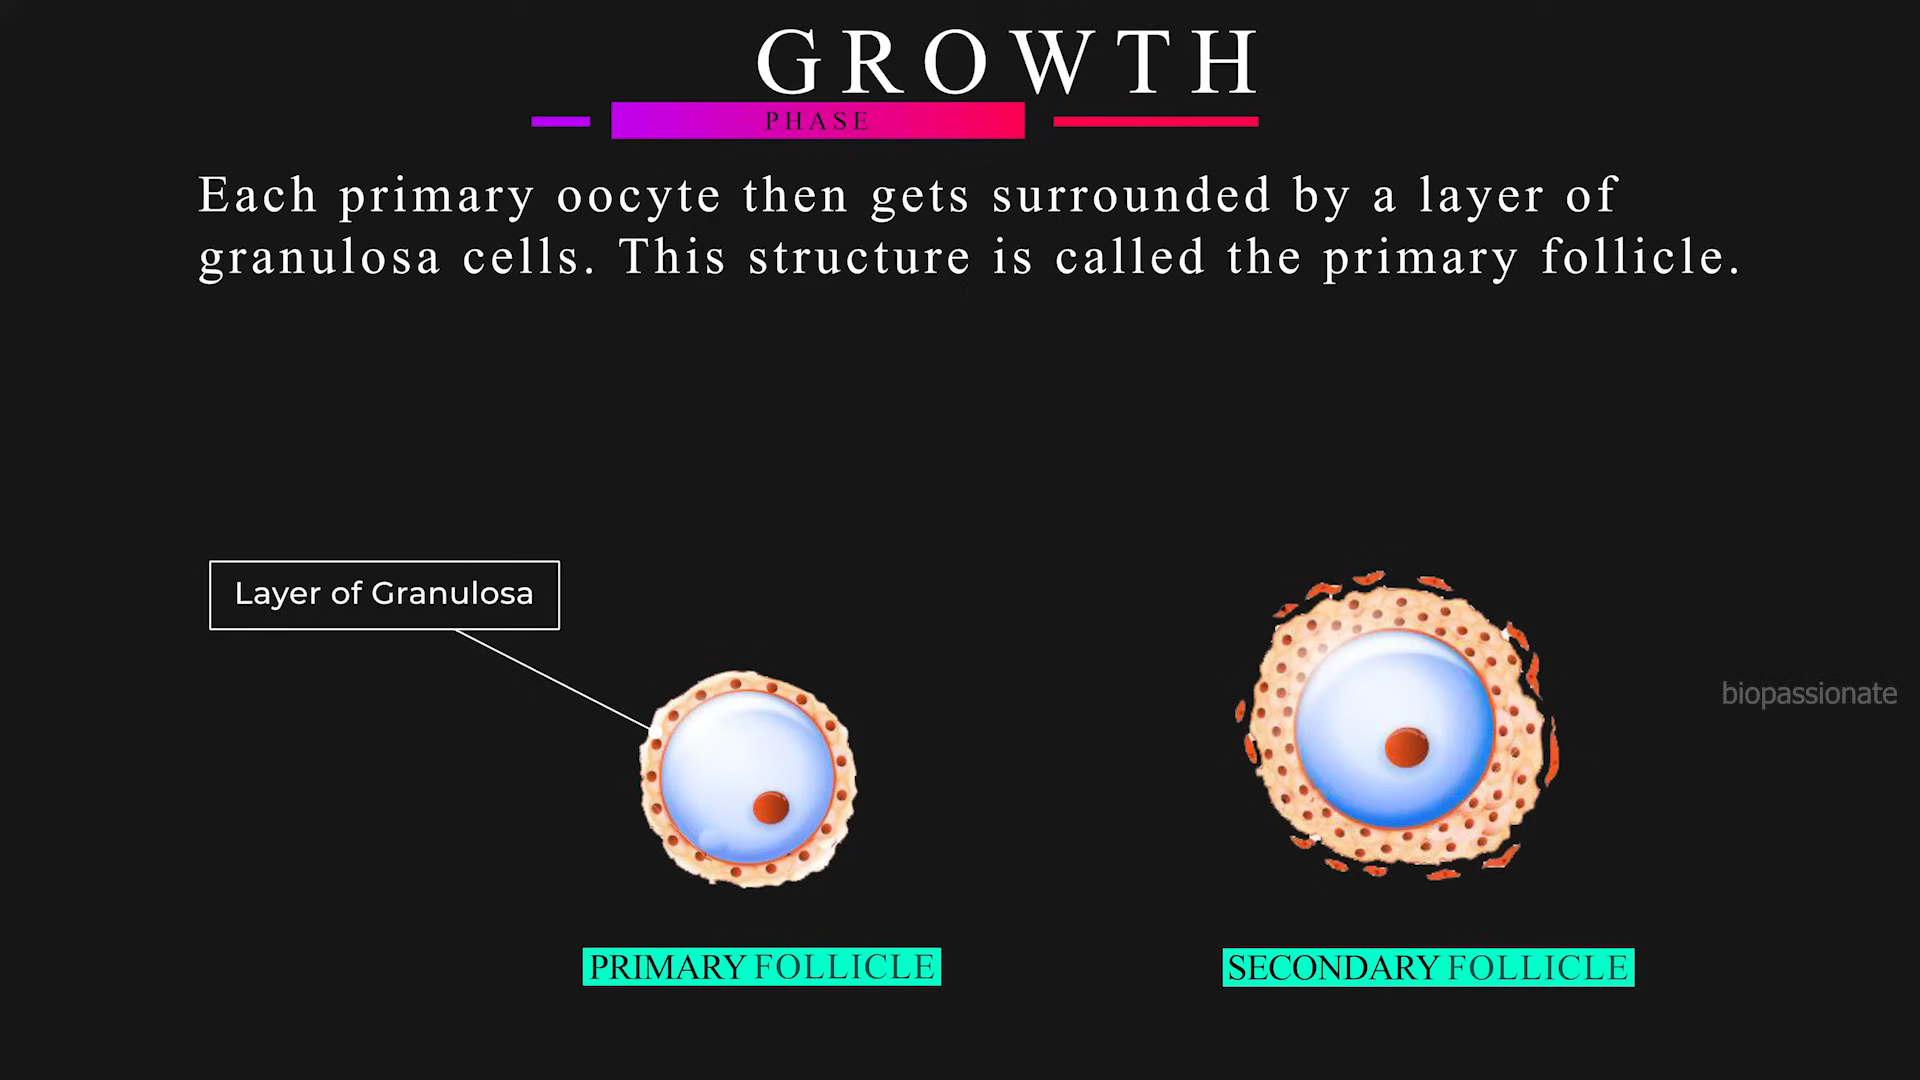 GROWTH
PHASE
Each primary oocyte then gets surrounded by a layer of
granulosa cells. This structure is called the primary follicle.
Layer of Granulosa
biopassionate
PRIMARY FOLLICLE
SECONDARY FOLLICLE